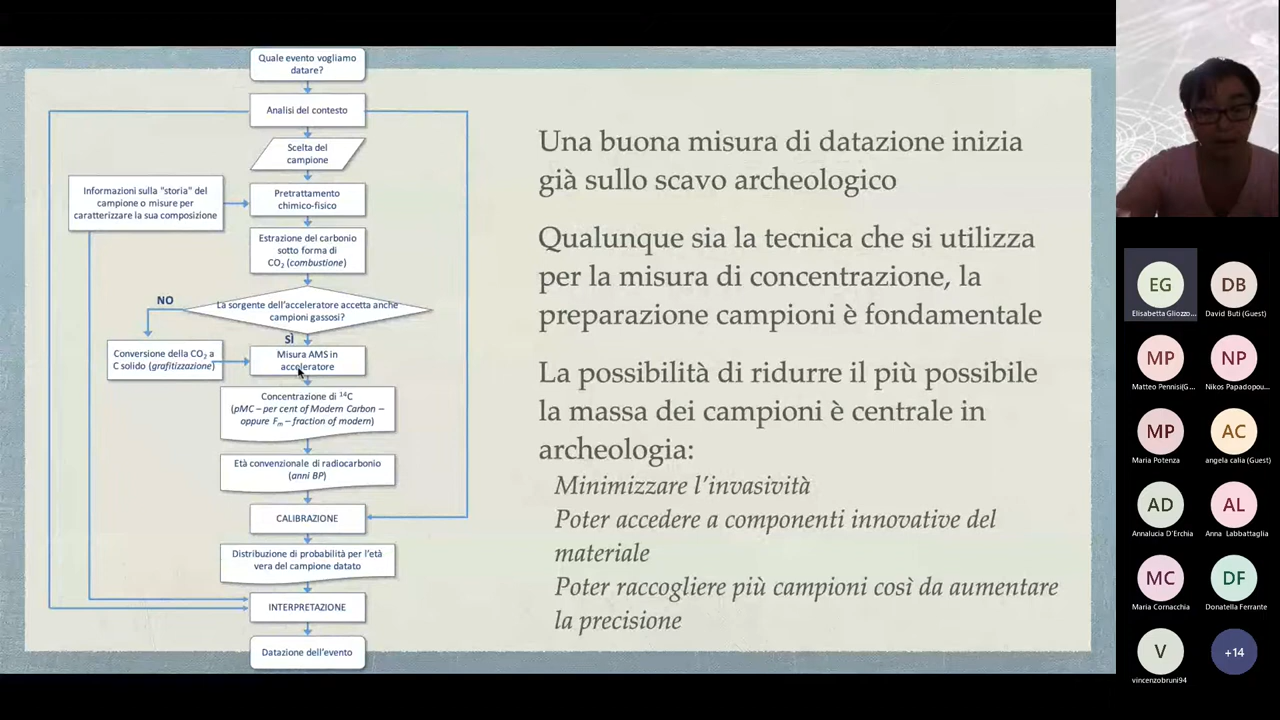 Quale evento vogliamo
datare?
Analisi del contesto
Scelta del
campione
Informazioni sulla "storia" del
campione o misure per
caratterizzare la sua composizione
Pretrattamento
chimico-fisico
Estrazione del carbonio
sotto forma di
CO₂ (combustione)
NO
La sorgente dell'acceleratore accetta anche
campioni gassosi?
SÌ
Conversione della CO₂ a
C solido (grafitizzazione)
Misura AMS in
acceleratore
Concentrazione di ¹⁴C
(pMC – per cent of Modern Carbon –
oppure Fₘ – fraction of modern)
Età convenzionale di radiocarbonio
(anni BP)
CALIBRAZIONE
Distribuzione di probabilità per l'età
vera del campione datato
INTERPRETAZIONE
Datazione dell'evento
Una buona misura di datazione inizia
già sullo scavo archeologico
Qualunque sia la tecnica che si utilizza
per la misura di concentrazione, la
preparazione campioni è fondamentale
La possibilità di ridurre il più possibile
la massa dei campioni è centrale in
archeologia:
Minimizzare l'invasività
Poter accedere a componenti innovative del
materiale
Poter raccogliere più campioni così da aumentare
la precisione
EG
Elisabetta Gliozzo...
DB
David Buti (Guest)
MP
Matteo Pennisi(G...
NP
Nikos Papadopou...
MP
Maria Potenza
AC
angela calia (Guest)
AD
Annalucia D'Erchia
AL
Anna Labbattaglia
MC
Maria Cornacchia
DF
Donatella Ferrante
V
vincenzobruni94
+14